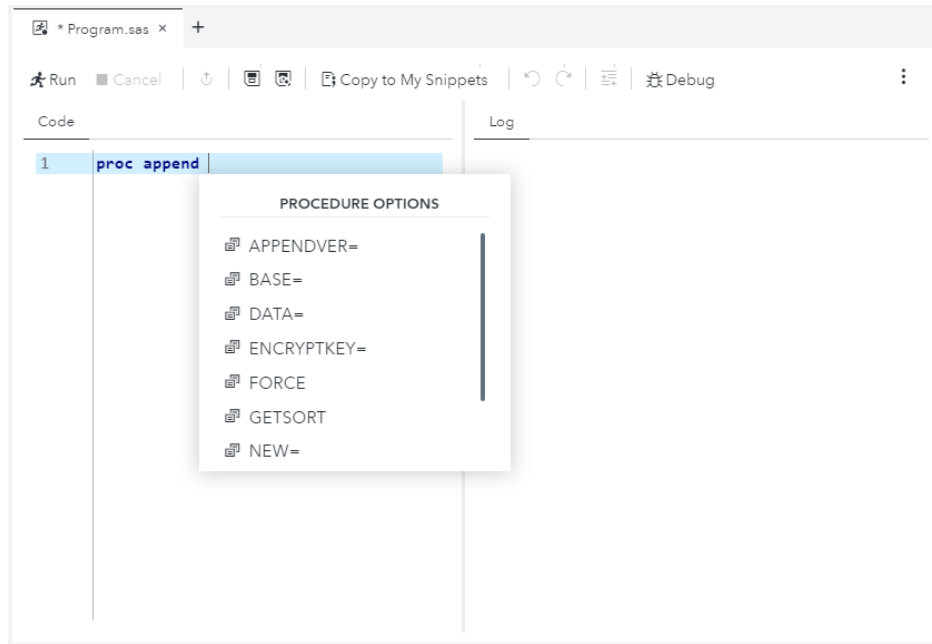 * Program.sas × +
Run Cancel Copy to My Snippets Debug
Code
Log
1 proc append
PROCEDURE OPTIONS
APPENDVER=
BASE=
DATA=
ENCRYPTKEY=
FORCE
GETSORT
NEW=